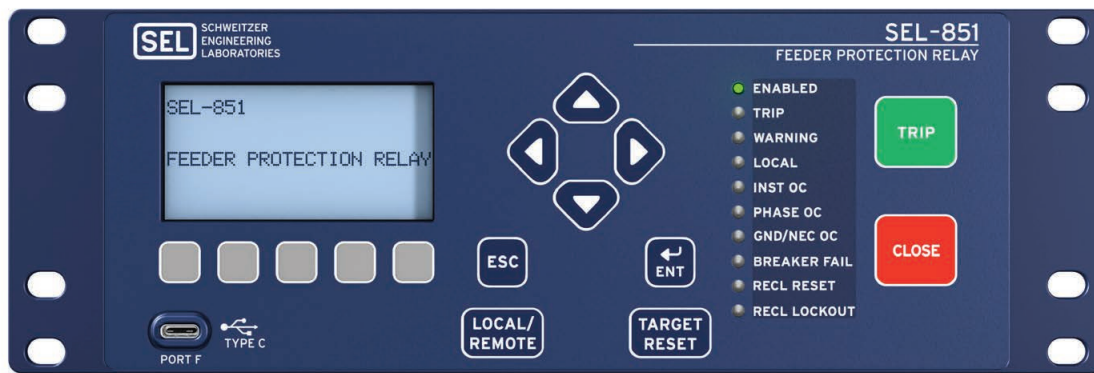 SEL
SCHWEITZER
ENGINEERING
LABORATORIES
SEL-851
FEEDER PROTECTION RELAY
SEL-851
FEEDER PROTECTION RELAY
ENABLED
TRIP
WARNING
LOCAL
INST OC
PHASE OC
GND/NEC OC
BREAKER FAIL
RECL RESET
RECL LOCKOUT
TRIP
CLOSE
ESC
ENT
LOCAL/
REMOTE
TARGET
RESET
PORT F
TYPE C